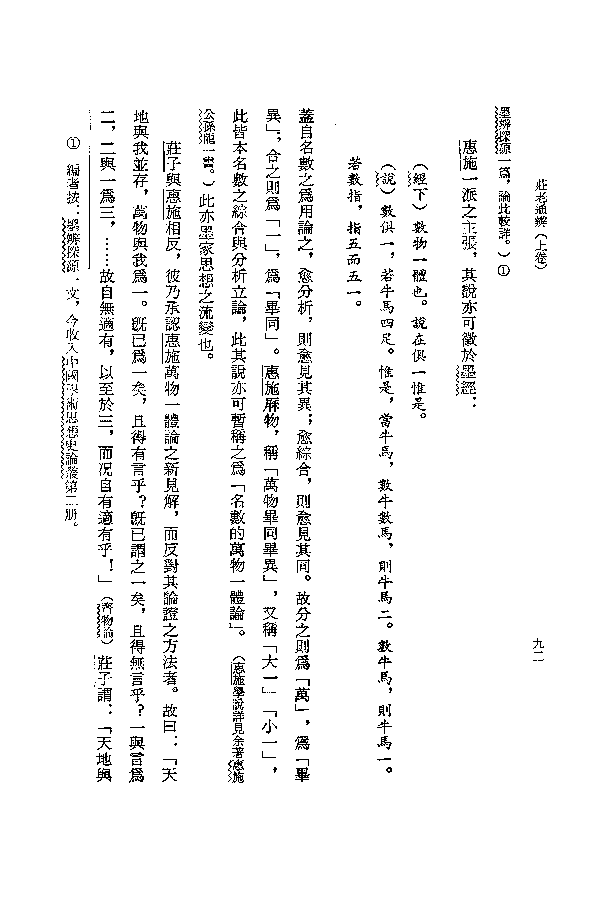 莊老通辨（上卷）
九二
墨辨探源一篇，論此較詳。）①
惠施一派之主張，其說亦可徵於墨經：
（經下）數物一體也。說在俱一惟是。
（說）數俱一，若牛馬四足。惟是，當牛馬，數牛數馬，則牛馬二。數牛馬，則牛馬一。
若數指，指五而五一。
蓋自名數之爲用論之，愈分析，則愈見其異；愈綜合，則愈見其同。故分之則爲「萬」，爲「畢
異」，合之則爲「一」，爲「畢同」。惠施厤物，稱「萬物畢同畢異」，又稱「大一」「小一」，
此皆本名數之綜合與分析立論，此其說亦可暫稱之爲「名數的萬物一體論」。（惠施學說詳見余著惠施
公孫龍一書。）此亦墨家思想之流變也。
莊子與惠施相反，彼乃承認惠施萬物一體論之新見解，而反對其論證之方法者。故曰：「天
地與我並存，萬物與我爲一。旣已爲一矣，且得有言乎？旣已謂之一矣，且得無言乎？一與言爲
二，二與一爲三，……故自無適有，以至於三，而況自有適有乎！」（齊物論）莊子謂：「天地與
① 編者按：墨辨探源一文，今收入中國學術思想史論叢第二册。